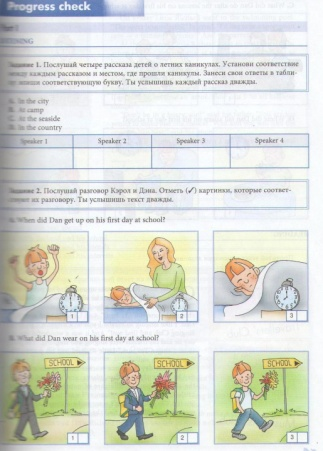 Progress check
Задание 1. Послушай четыре рассказа детей о летних каникулах. Установи соответствие
между каждым рассказом и местом, где прошли каникулы. Занеси свои ответы в табли-
соответствующую букву. Ты услышишь каждый рассказ дважды.
A. In the city
B. At camp
C. At the seaside
D. In the country
Speaker 1 Speaker 2 Speaker 3 Speaker 4
Задание 2. Послушай разговор Кэрол и Дэна. Отметь (✓) картинки, которые соответ-
их разговору. Ты услышишь текст дважды.
A. When did Dan get up on his first day at school?
1 2 3
B. What did Dan wear on his first day at school?
SCHOOL SCHOOL SCHOOL
1 2 3